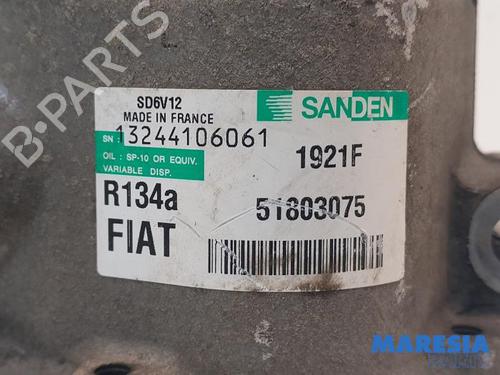 B-PARTS
SD6V12
MADE IN FRANCE
SANDEN
SN : 13244106061
OIL : SP-10 OR EQUIV.
VARIABLE DISP.
1921F
R134a
51803075
FIAT
MARESIA